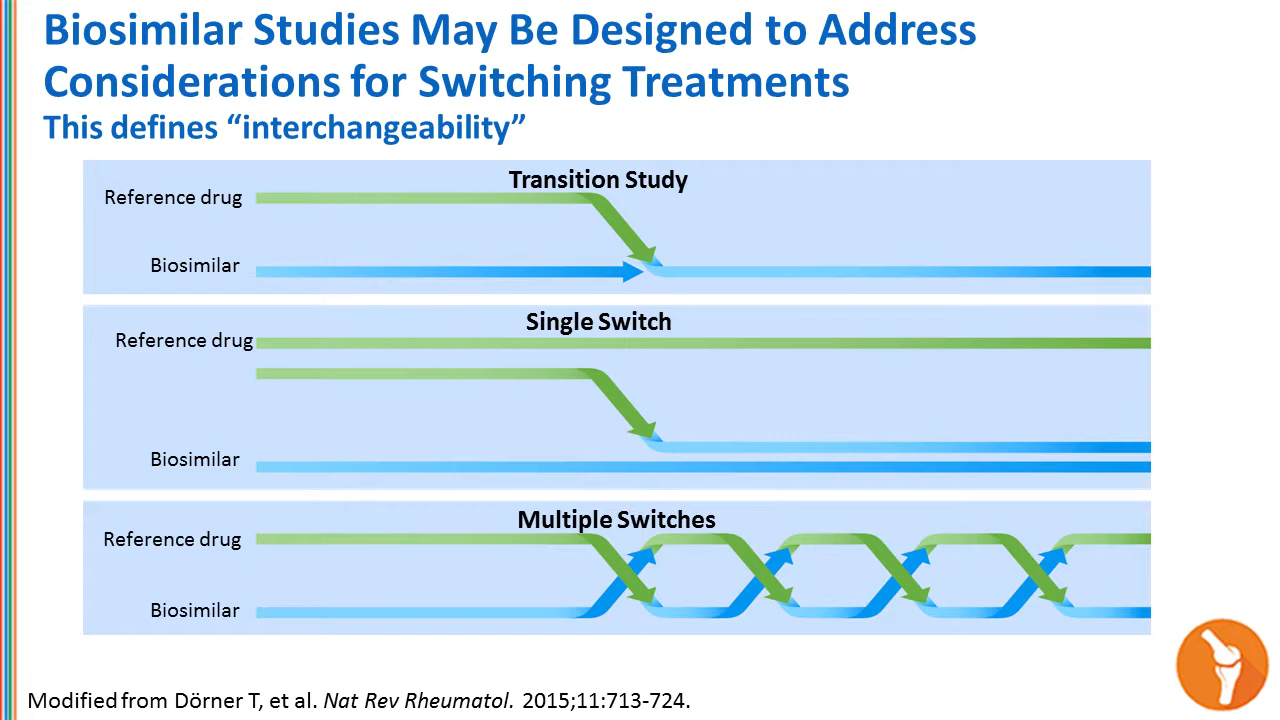 Biosimilar Studies May Be Designed to Address
Considerations for Switching Treatments
This defines “interchangeability”
Transition Study
Reference drug
Biosimilar
Single Switch
Reference drug
Biosimilar
Multiple Switches
Reference drug
Biosimilar
Modified from Dörner T, et al. Nat Rev Rheumatol. 2015;11:713-724.